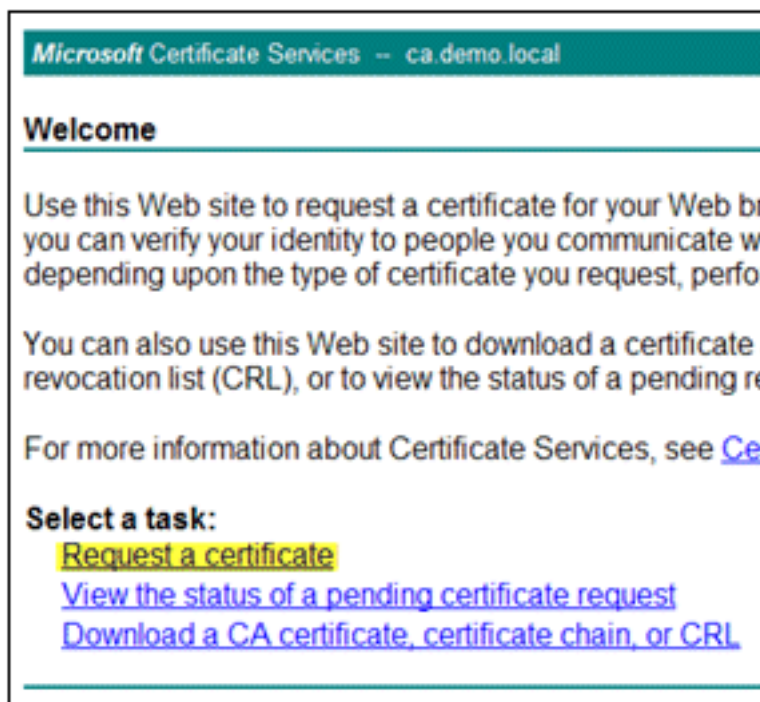 Microsoft Certificate Services -- ca.demo.local
Welcome
Use this Web site to request a certificate for your Web br
you can verify your identity to people you communicate w
depending upon the type of certificate you request, perfo
You can also use this Web site to download a certificate
revocation list (CRL), or to view the status of a pending re
For more information about Certificate Services, see Ce
Select a task:
Request a certificate
View the status of a pending certificate request
Download a CA certificate, certificate chain, or CRL